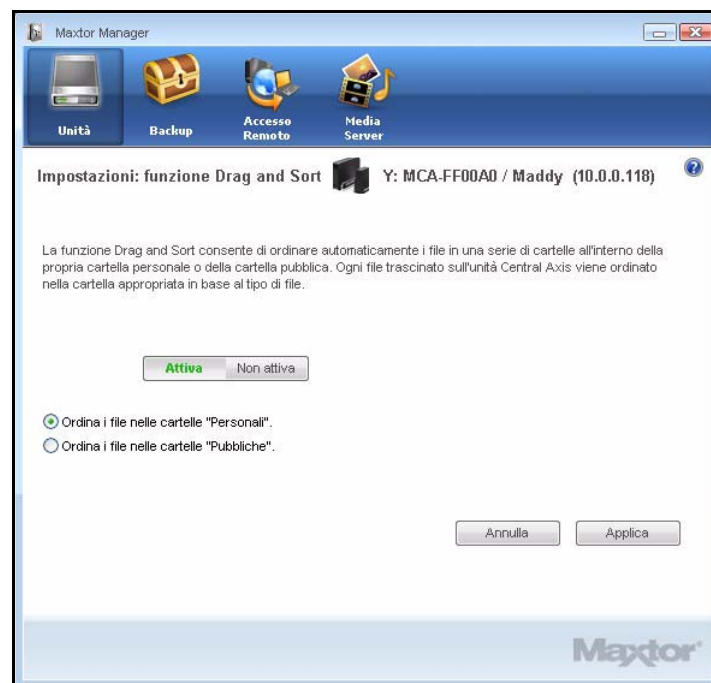 Maxtor Manager
Unità
Backup
Accesso
Remoto
Media
Server
Impostazioni: funzione Drag and Sort
Y: MCA-FF00A0 / Maddy (10.0.0.118)
?
La funzione Drag and Sort consente di ordinare automaticamente i file in una serie di cartelle all'interno della
propria cartella personale o della cartella pubblica. Ogni file trascinato sull'unità Central Axis viene ordinato
nella cartella appropriata in base al tipo di file.
Attiva
Non attiva
Ordina i file nelle cartelle "Personali".
Ordina i file nelle cartelle "Pubbliche".
Annulla
Applica
Maxtor